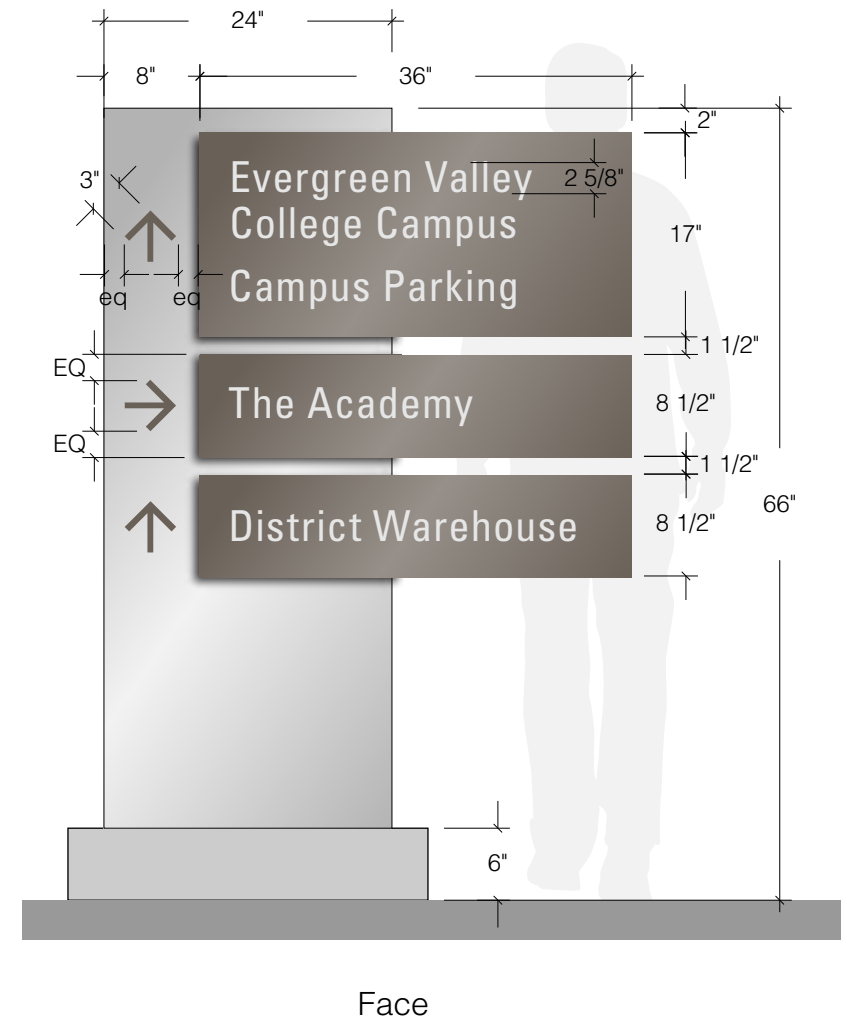 24"
8"
36"
2"
3"
Evergreen Valley
2 5/8"
College Campus
17"
eq
eq
Campus Parking
1 1/2"
EQ
The Academy
8 1/2"
EQ
1 1/2"
66"
District Warehouse
8 1/2"
6"
Face